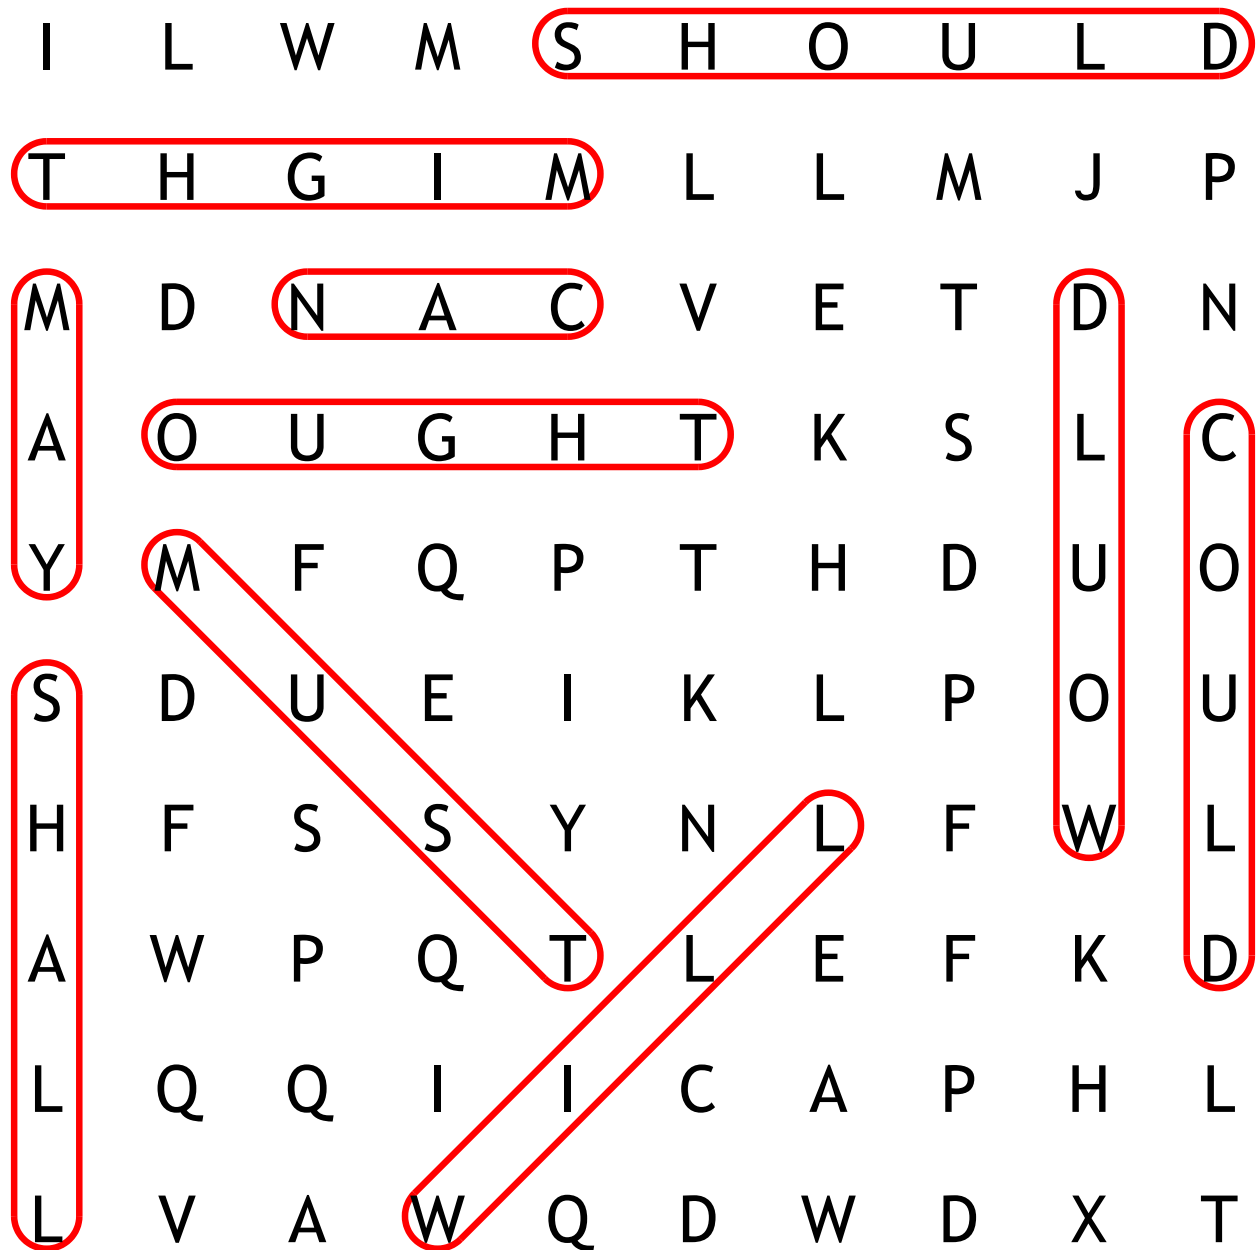 I L W M S H O U L D
T H G I M L L M J P
M D N A C V E T D N
A O U G H T K S L C
Y M F Q P T H D U O
S D U E I K L P O U
H F S S Y N L F W L
A W P Q T L E F K D
L Q Q I I C A P H L
L V A W Q D W D X T